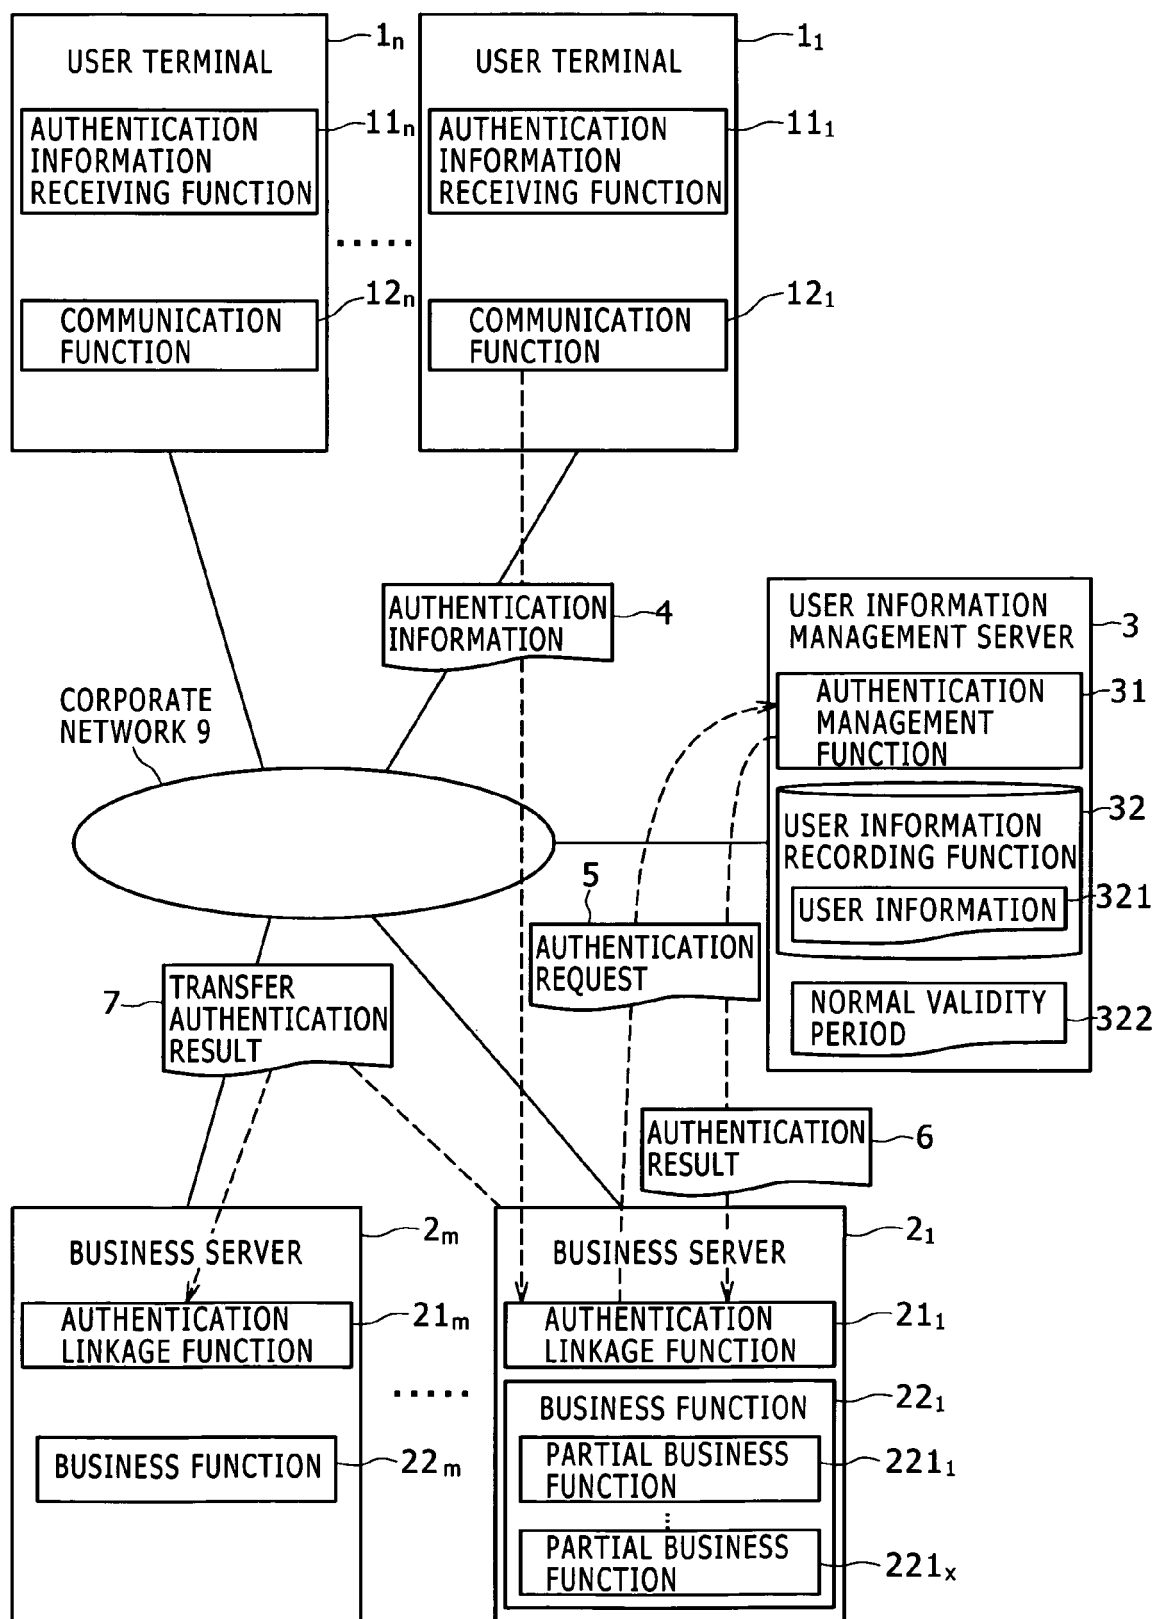 USER TERMINAL
1n
AUTHENTICATION
INFORMATION
RECEIVING FUNCTION
11n
COMMUNICATION
FUNCTION
12n
.....
USER TERMINAL
11
AUTHENTICATION
INFORMATION
RECEIVING FUNCTION
111
COMMUNICATION
FUNCTION
121
AUTHENTICATION
INFORMATION
4
USER INFORMATION
MANAGEMENT SERVER
3
AUTHENTICATION
MANAGEMENT
FUNCTION
31
USER INFORMATION
RECORDING FUNCTION
32
USER INFORMATION
321
NORMAL VALIDITY
PERIOD
322
CORPORATE
NETWORK 9
5
AUTHENTICATION
REQUEST
7
TRANSFER
AUTHENTICATION
RESULT
AUTHENTICATION
RESULT
6
BUSINESS SERVER
2m
AUTHENTICATION
LINKAGE FUNCTION
21m
BUSINESS FUNCTION
22m
.....
BUSINESS SERVER
21
AUTHENTICATION
LINKAGE FUNCTION
211
BUSINESS FUNCTION
221
PARTIAL BUSINESS
FUNCTION
2211
PARTIAL BUSINESS
FUNCTION
221x